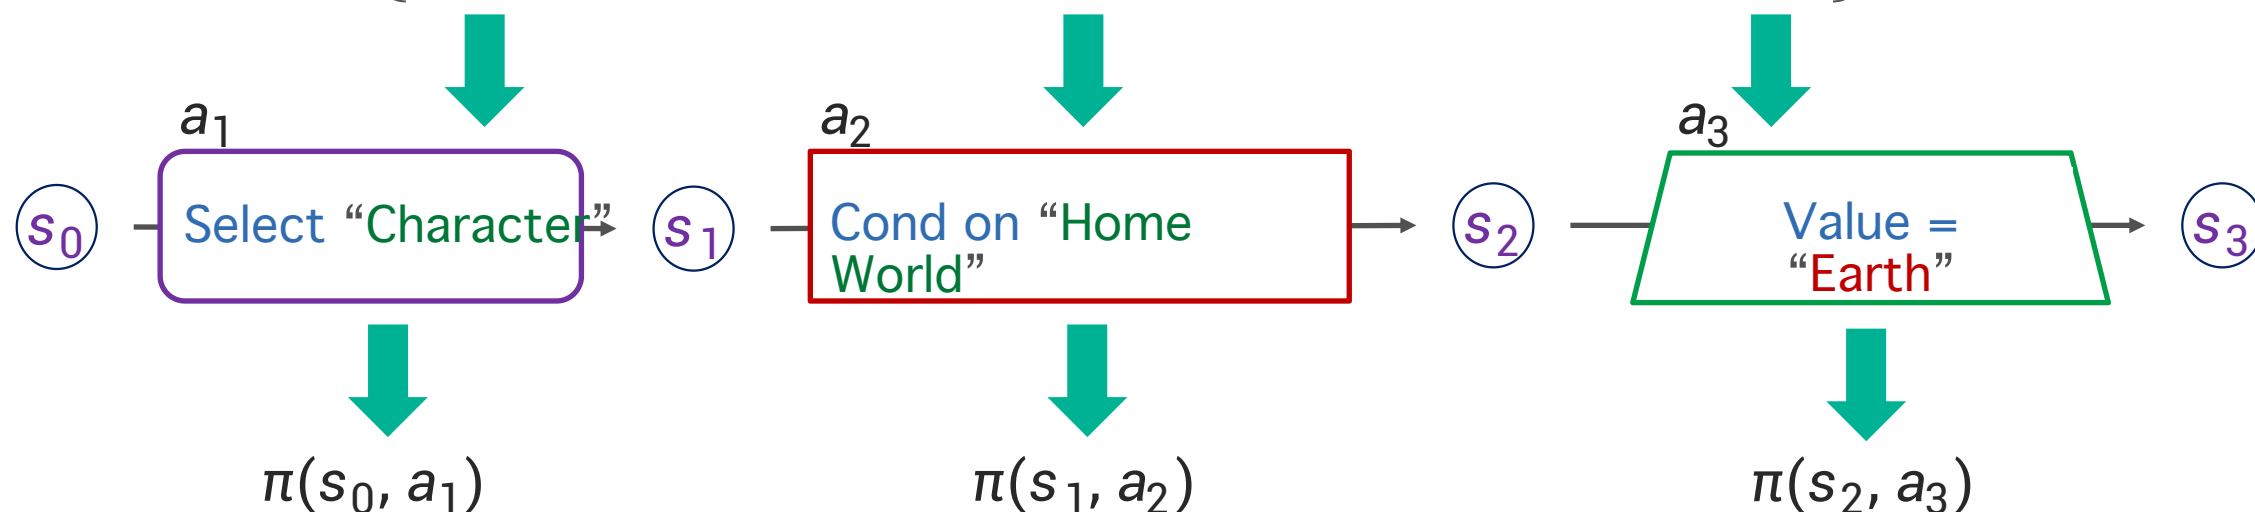 a1 a2 a3
s0 Select “Character” s1 Cond on “Home s2 Value = s3
World” “Earth”
π(s0, a1) π(s1, a2) π(s2, a3)